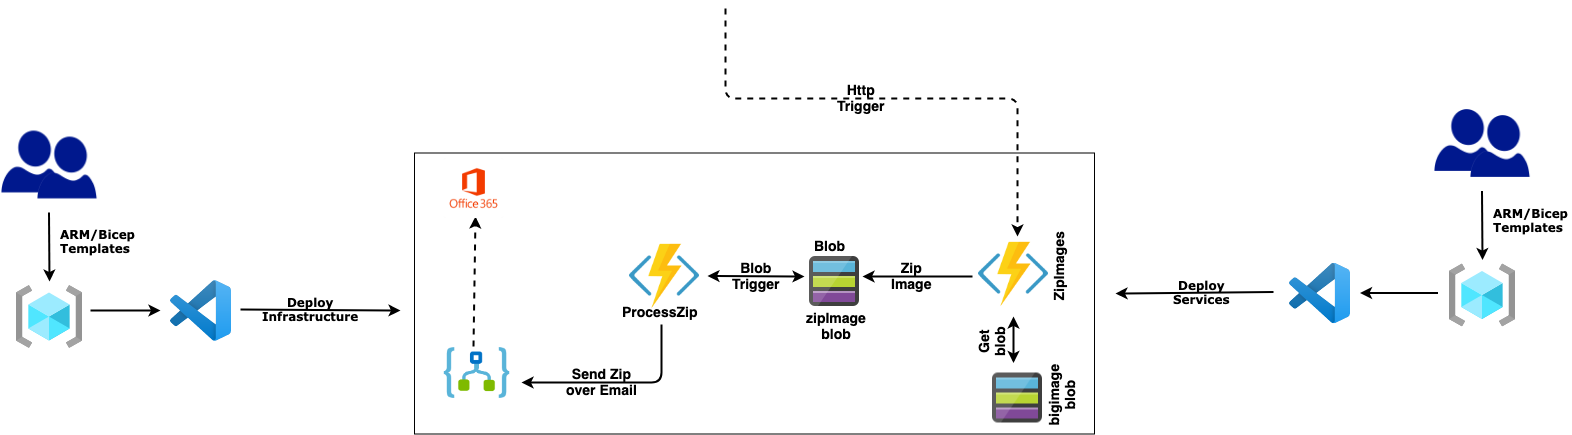 Http
Trigger
Office 365
ARM/Bicep
Templates
Deploy
Infrastructure
ProcessZip
Send Zip
over Email
Blob
Trigger
Blob
zipImage
blob
Zip
Image
ZipImages
Get
blob
bigimage
blob
Deploy
Services
ARM/Bicep
Templates